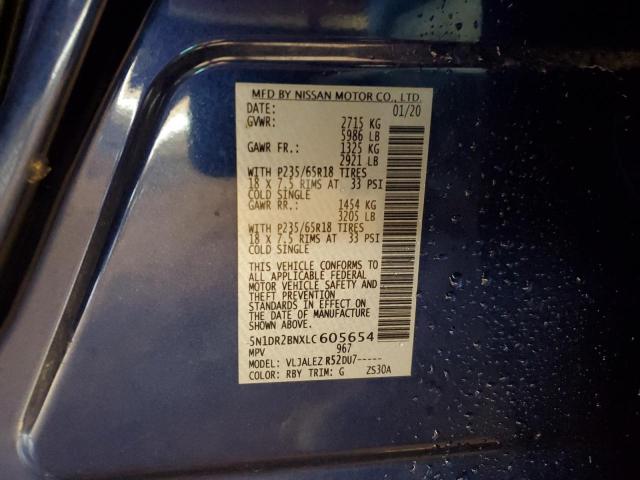 MFD BY NISSAN MOTOR CO., LTD.
DATE: 01/20
GVWR: 2715 KG
5986 LB
GAWR FR.: 1325 KG
2921 LB
WITH P235/65R18 TIRES
18 X 7.5 RIMS AT 33 PSI
COLD SINGLE
GAWR RR.: 1454 KG
3205 LB
WITH P235/65R18 TIRES
18 X 7.5 RIMS AT 33 PSI
COLD SINGLE
THIS VEHICLE CONFORMS TO
ALL APPLICABLE FEDERAL
MOTOR VEHICLE SAFETY AND
THEFT PREVENTION
STANDARDS IN EFFECT ON
THE DATE OF MANUFACTURE
SHOWN ABOVE.
5N1DR2BNXLC605654
MPV 967
MODEL: VLJALEZ R52DU7-----
COLOR: RBY TRIM: G ZS30A